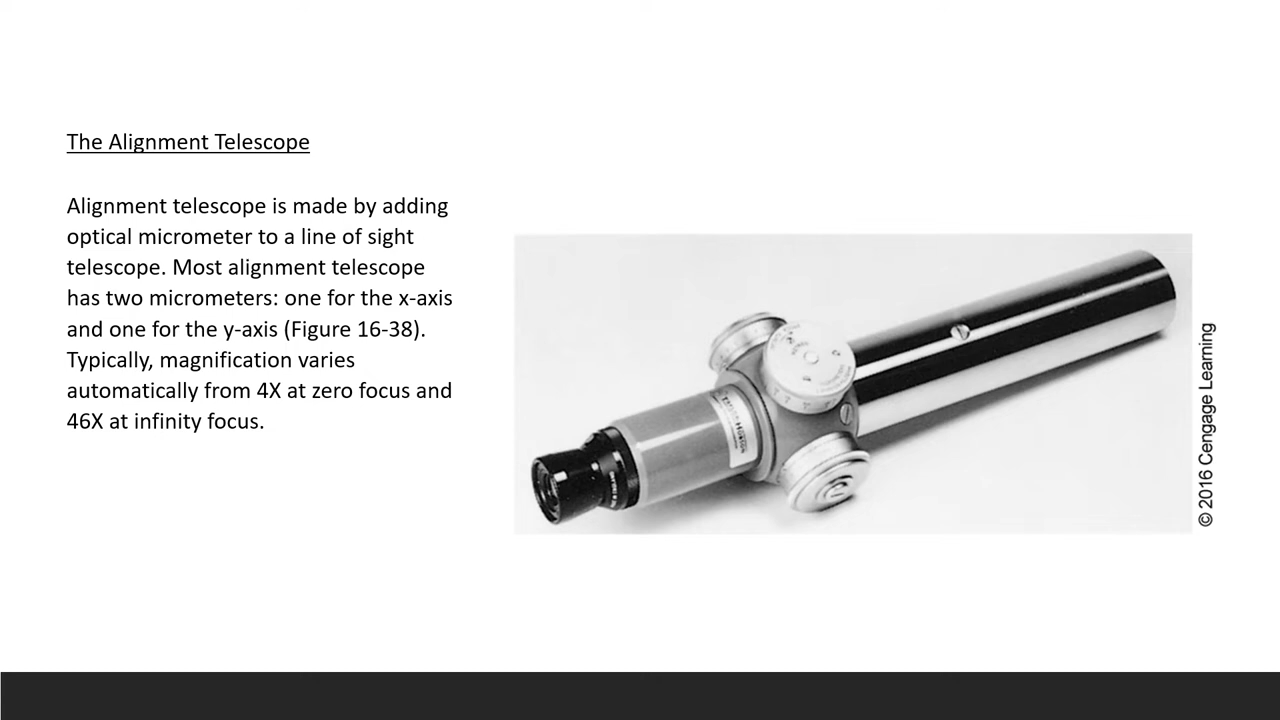 The Alignment Telescope
Alignment telescope is made by adding
optical micrometer to a line of sight
telescope. Most alignment telescope
has two micrometers: one for the x-axis
and one for the y-axis (Figure 16-38).
Typically, magnification varies
automatically from 4X at zero focus and
46X at infinity focus.
© 2016 Cengage Learning